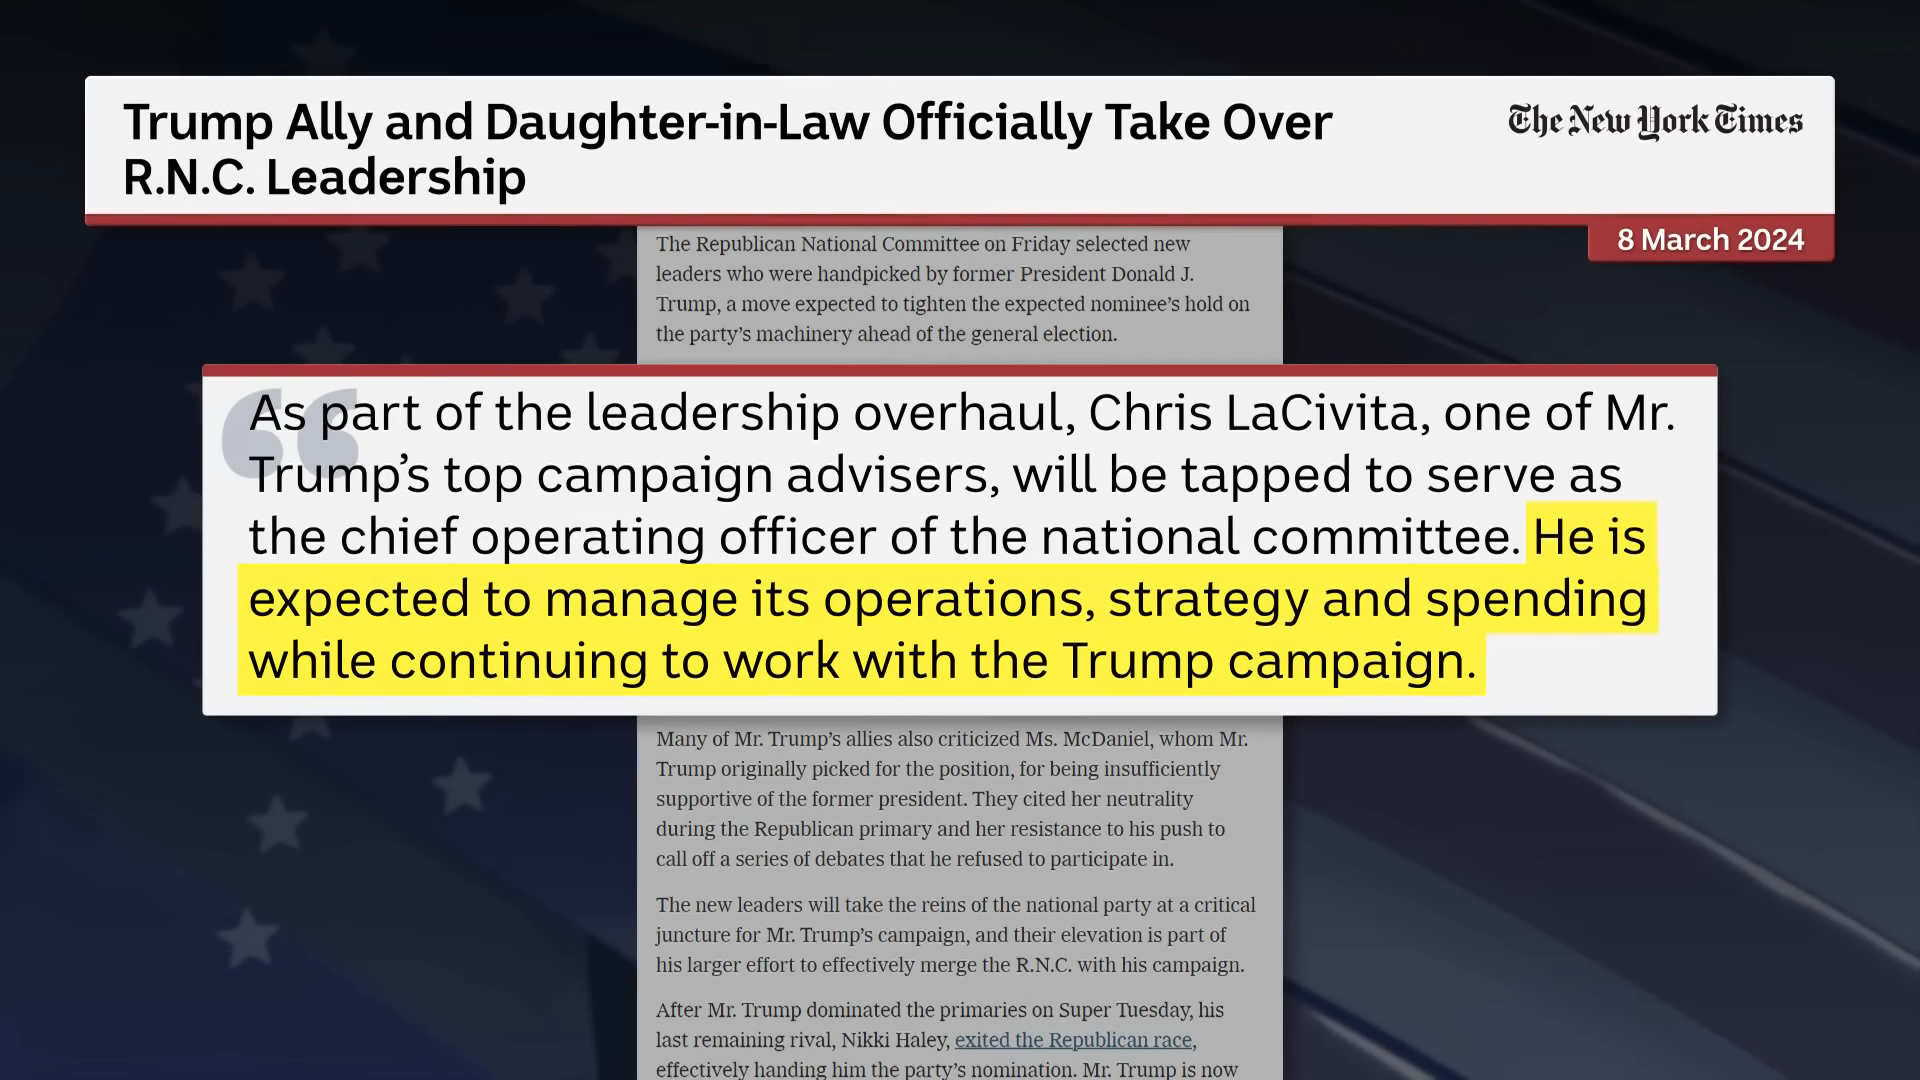 Trump Ally and Daughter-in-Law Officially Take Over
R.N.C. Leadership
The New York Times
8 March 2024
The Republican National Committee on Friday selected new
leaders who were handpicked by former President Donald J.
Trump, a move expected to tighten the expected nominee’s hold on
the party’s machinery ahead of the general election.
“
As part of the leadership overhaul, Chris LaCivita, one of Mr.
Trump’s top campaign advisers, will be tapped to serve as
the chief operating officer of the national committee. He is
expected to manage its operations, strategy and spending
while continuing to work with the Trump campaign.
Many of Mr. Trump’s allies also criticized Ms. McDaniel, whom Mr.
Trump originally picked for the position, for being insufficiently
supportive of the former president. They cited her neutrality
during the Republican primary and her resistance to his push to
call off a series of debates that he refused to participate in.
The new leaders will take the reins of the national party at a critical
juncture for Mr. Trump’s campaign, and their elevation is part of
his larger effort to effectively merge the R.N.C. with his campaign.
After Mr. Trump dominated the primaries on Super Tuesday, his
last remaining rival, Nikki Haley, exited the Republican race,
effectively handing him the party’s nomination. Mr. Trump is now